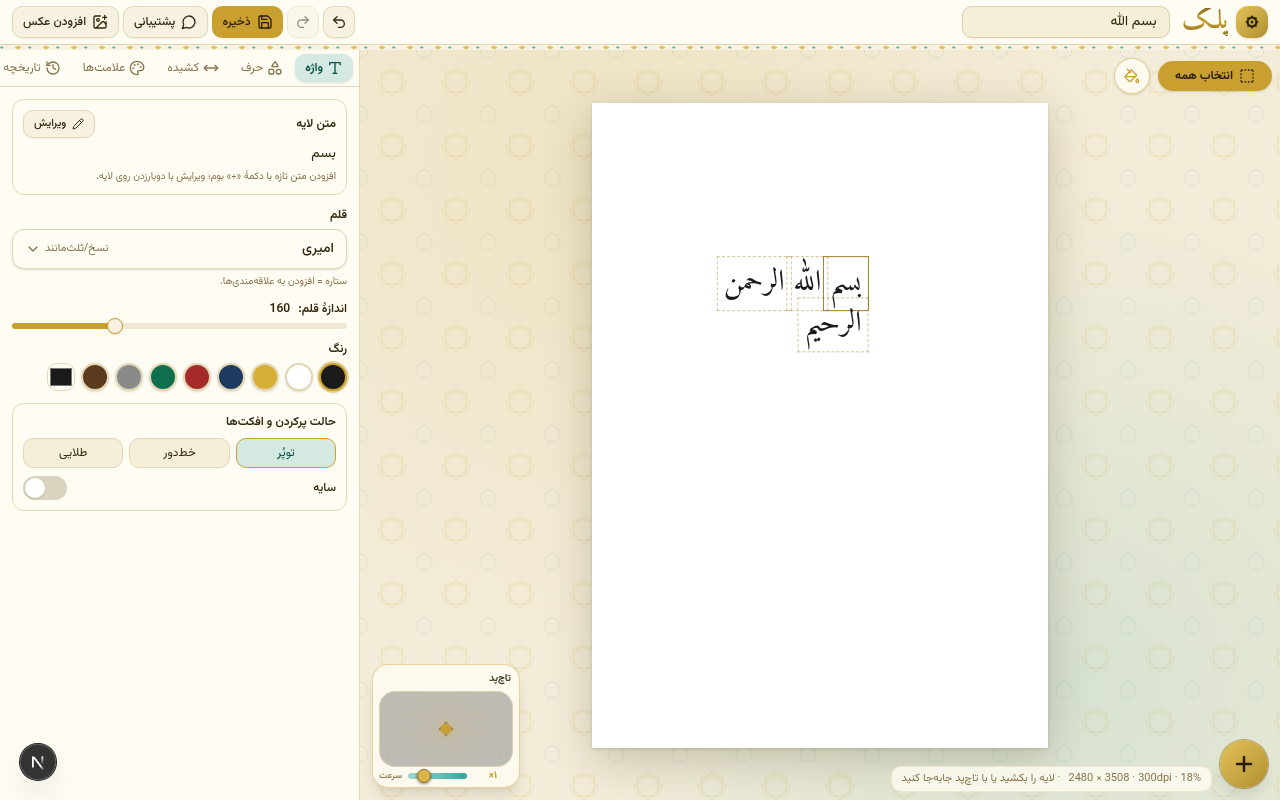 پلک
بسم الله
افزودن عکس
پشتیبانی
ذخیره
انتخاب همه
واژه
حرف
کشیده
علامت‌ها
تاریخچه
متن لایه
ویرایش
بسم
افزودن متن تازه با دکمهٔ «+» بوم؛ ویرایش با دوبارزدن روی لایه.
قلم
امیری
نسخ/ثلث‌مانند
ستاره = افزودن به علاقه‌مندی‌ها.
اندازهٔ قلم: 160
رنگ
حالت پرکردن و افکت‌ها
توپُر
خط‌دور
طلایی
سایه
بسم الله الرحمن
الرحیم
تاچ‌پد
سرعت
×۱
2480 × 3508 · 300dpi · 18% · لایه را بکشید یا با تاچ‌پد جابه‌جا کنید
N